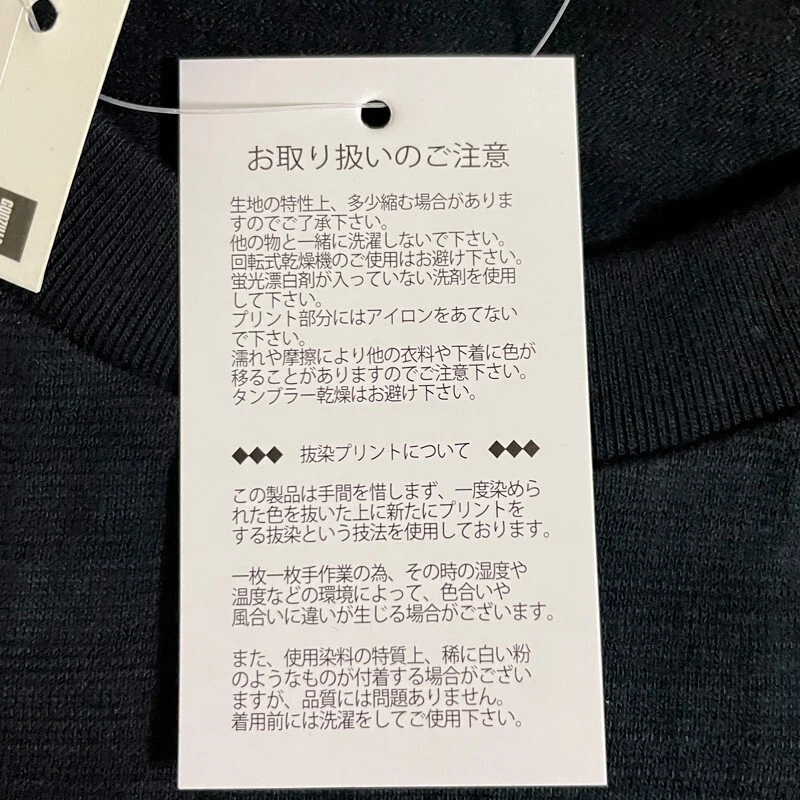 お取り扱いのご注意
生地の特性上、多少縮む場合がありま
すのでご了承下さい。
他の物と一緒に洗濯しないで下さい。
回転式乾燥機のご使用はお避け下さい。
蛍光漂白剤が入っていない洗剤を使用
して下さい。
プリント部分にはアイロンをあてない
で下さい。
濡れや摩擦により他の衣料や下着に色が
移ることがありますのでご注意下さい。
タンブラー乾燥はお避け下さい。
◆◆◆ 抜染プリントについて ◆◆◆
この製品は手間を惜しまず、一度染めら
れた色を抜いた上に新たにプリントを
する抜染という技法を使用しております。
一枚一枚手作業の為、その時の湿度や
温度などの環境によって、色合いや
風合いに違いが生じる場合がございます。
また、使用染料の特質上、稀に白い粉
のようなものが付着する場合がござい
ますが、品質には問題ありません。
着用前には洗濯をしてご使用下さい。